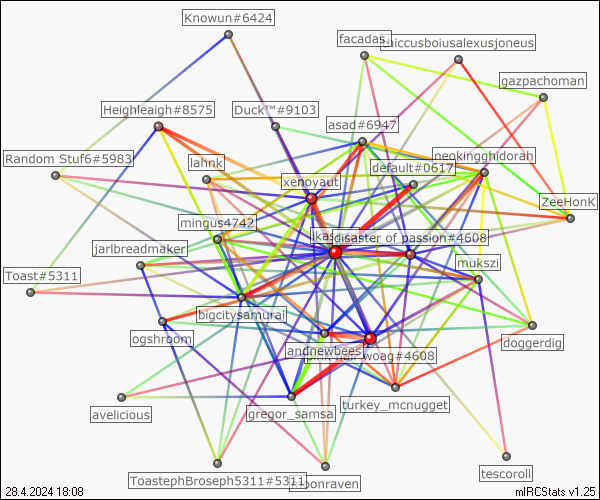 Knowun#6424
facadas
thiccusboiusalexusjoneus
gazpachoman
Heighleaigh#8575
Duck™#9103
asad#6947
Random Stuf6#5983
lahnk
default#0617
neokingghidorah
xenoyaut
ZeeHonK
mingus4742
disaster of passion#4608
jarlbreadmaker
mukszi
Toast#5311
bigcitysamurai
ogshroom
andnewbees
doggerdig
woag#4608
avelicious
gregor_samsa
turkey_mcnugget
ToastephBroseph5311#5311
moonraven
tescoroll
28.4.2024 18:08
mIRCStats v1.25